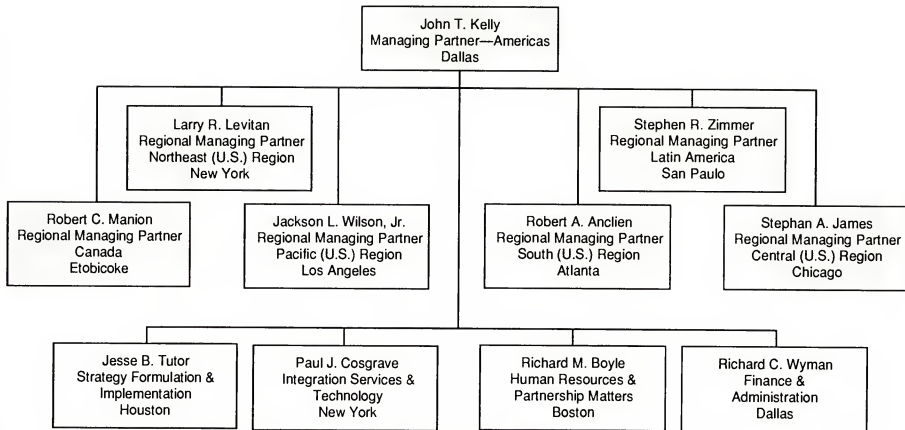 John T. Kelly
Managing Partner—Americas
Dallas
Larry R. Levitan
Regional Managing Partner
Northeast (U.S.) Region
New York
Stephen R. Zimmer
Regional Managing Partner
Latin America
San Paulo
Robert C. Manion
Regional Managing Partner
Canada
Etobicoke
Jackson L. Wilson, Jr.
Regional Managing Partner
Pacific (U.S.) Region
Los Angeles
Robert A. Anclien
Regional Managing Partner
South (U.S.) Region
Atlanta
Stephan A. James
Regional Managing Partner
Central (U.S.) Region
Chicago
Jesse B. Tutor
Strategy Formulation &
Implementation
Houston
Paul J. Cosgrave
Integration Services &
Technology
New York
Richard M. Boyle
Human Resources &
Partnership Matters
Boston
Richard C. Wyman
Finance &
Administration
Dallas